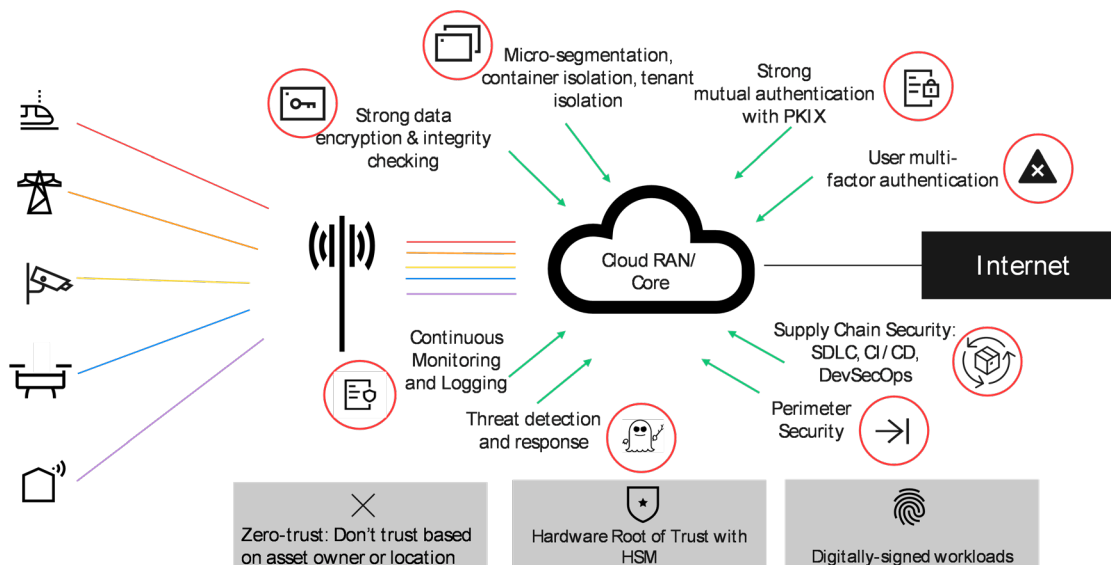 Micro-segmentation,
container isolation, tenant
isolation
Strong
mutual authentication
with PKIX
Strong data
encryption & integrity
checking
User multi-
factor authentication
Cloud RAN/
Core
Internet
Continuous
Monitoring
and Logging
Supply Chain Security:
SDLC, CI/CD,
DevSecOps
Threat detection
and response
Perimeter
Security
Zero-trust: Don’t trust based
on asset owner or location
Hardware Root of Trust with
HSM
Digitally-signed workloads